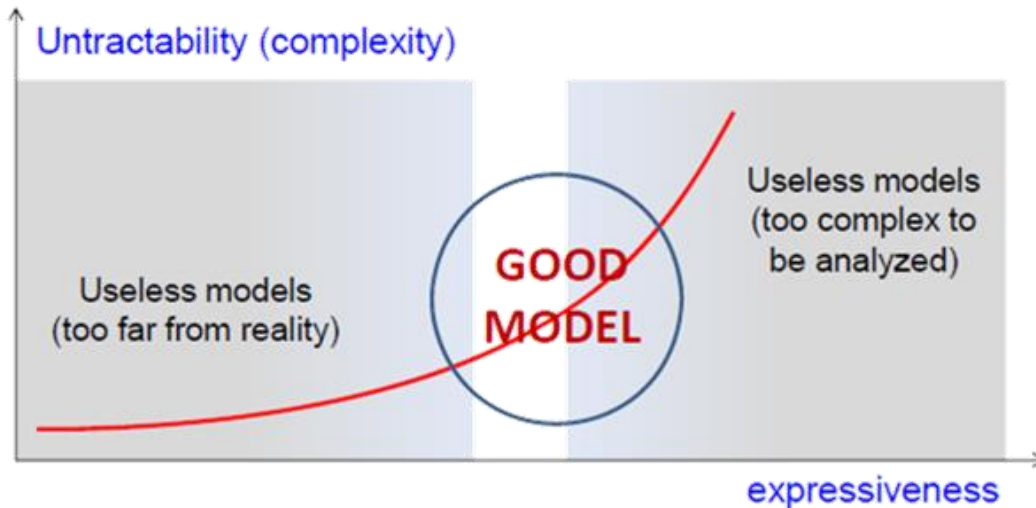 Untractability (complexity)
Useless models
(too complex to
be analyzed)
GOOD
MODEL
Useless models
(too far from reality)
expressiveness